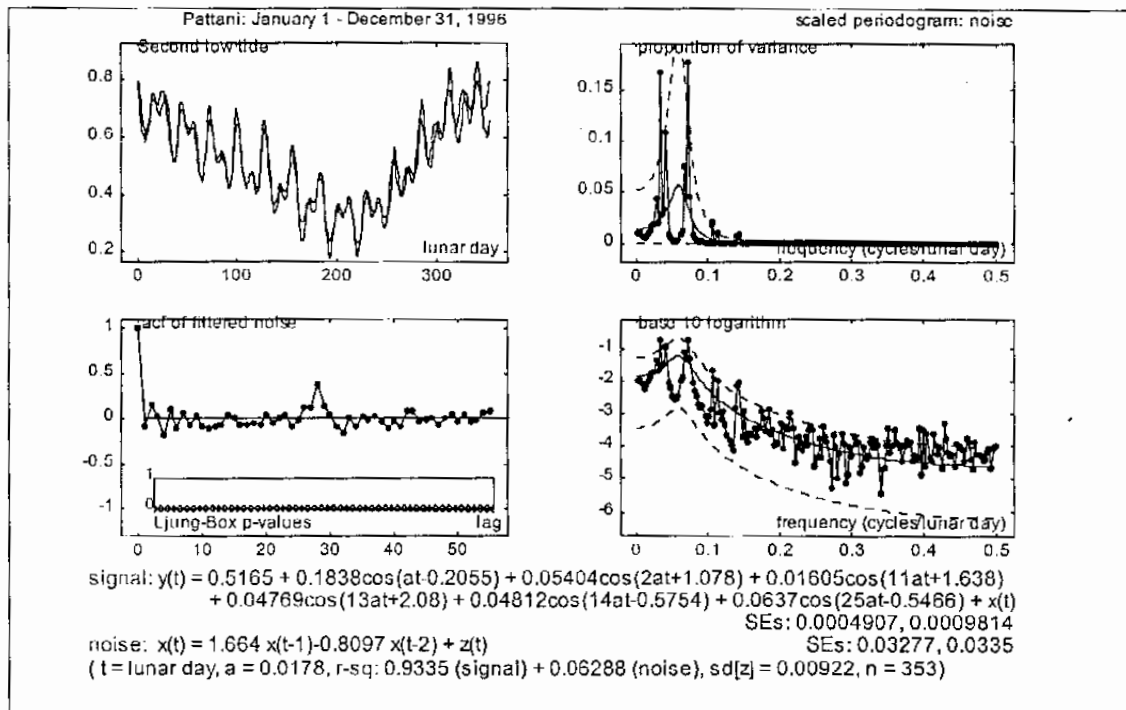 Pattani: January 1 - December 31, 1996
scaled periodogram: noise
Second low tide
0.8
0.6
0.4
0.2
lunar day
0 100 200 300
proportion of variance
0.15
0.1
0.05
0
frequency (cycles/lunar day)
0 0.1 0.2 0.3 0.4 0.5
acf of filtered noise
1
0.5
0
-0.5
-1
1
0
Ljung-Box p-values
lag
0 10 20 30 40 50
base 10 logarithm
-1
-2
-3
-4
-5
-6
frequency (cycles/lunar day)
0 0.1 0.2 0.3 0.4 0.5
signal: y(t) = 0.5165 + 0.1838cos(at-0.2055) + 0.05404cos(2at+1.078) + 0.01605cos(11at+1.638)
+ 0.04769cos(13at+2.08) + 0.04812cos(14at-0.5754) + 0.0637cos(25at-0.5466) + x(t)
SEs: 0.0004907, 0.0009814
noise: x(t) = 1.664 x(t-1)-0.8097 x(t-2) + z(t)
SEs: 0.03277, 0.0335
( t = lunar day, a = 0.0178, r-sq: 0.9335 (signal) + 0.06288 (noise), sd[z] = 0.00922, n = 353)